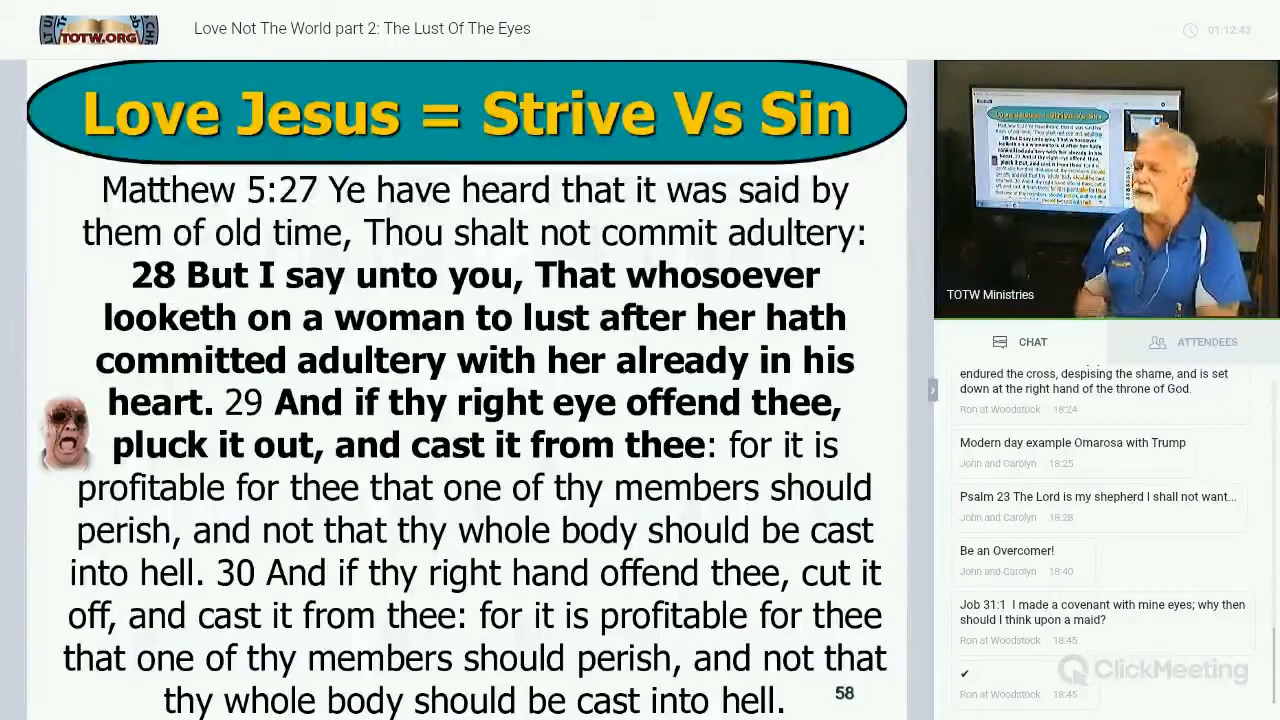 TOTW.ORG
Love Not The World part 2: The Lust Of The Eyes
01:12:42
Love Jesus = Strive Vs Sin
Matthew 5:27 Ye have heard that it was said by
them of old time, Thou shalt not commit adultery:
28 But I say unto you, That whosoever
looketh on a woman to lust after her hath
committed adultery with her already in his
heart. 29 And if thy right eye offend thee,
pluck it out, and cast it from thee: for it is
profitable for thee that one of thy members should
perish, and not that thy whole body should be cast
into hell. 30 And if thy right hand offend thee, cut it
off, and cast it from thee: for it is profitable for thee
that one of thy members should perish, and not that
thy whole body should be cast into hell.
58
Love Jesus = Strive Vs Sin
TOTW Ministries
CHAT
ATTENDEES
endured the cross, despising the shame, and is set
down at the right hand of the throne of God.
Ron at Woodstock 18:24
Modern day example Omarosa with Trump
John and Carolyn 18:25
Psalm 23 The Lord is my shepherd I shall not want...
John and Carolyn 18:28
Be an Overcomer!
John and Carolyn 18:40
Job 31:1 I made a covenant with mine eyes; why then
should I think upon a maid?
Ron at Woodstock 18:45
✓
Ron at Woodstock 18:45
ClickMeeting